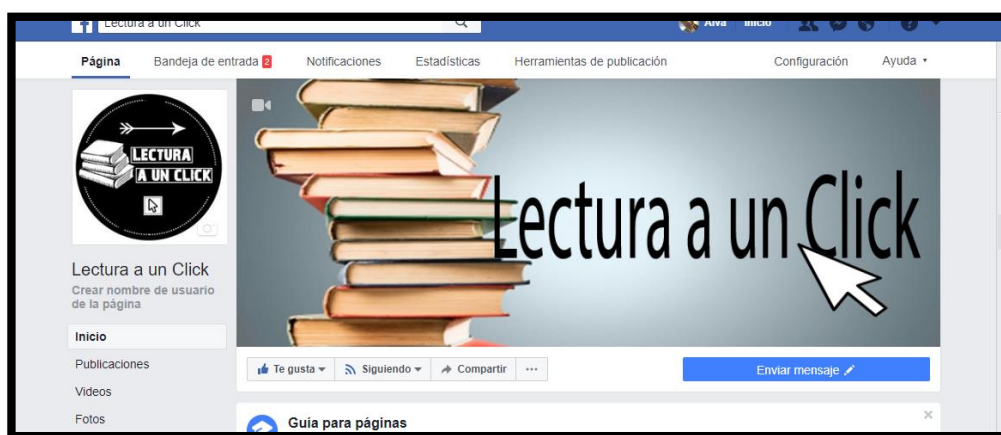 Lectura a un Click
Alva Inicio
Página Bandeja de entrada 2 Notificaciones Estadísticas Herramientas de publicación Configuración Ayuda
LECTURA
A UN CLICK
Lectura a un Click
Lectura a un Click
Crear nombre de usuario
de la página
Inicio
Publicaciones
Videos
Fotos
Te gusta Siguiendo Compartir ...
Enviar mensaje
Guía para páginas